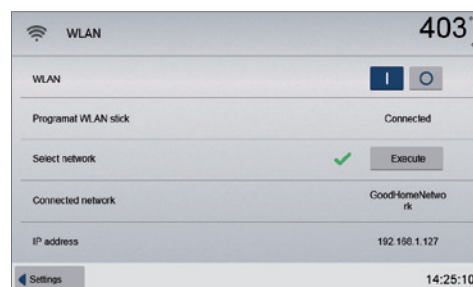 WLAN 403
WLAN I O
Programat WLAN stick Connected
Select network Execute
Connected network GoodHomeNetwo
rk
IP address 192.168.1.127
Settings 14:25:10